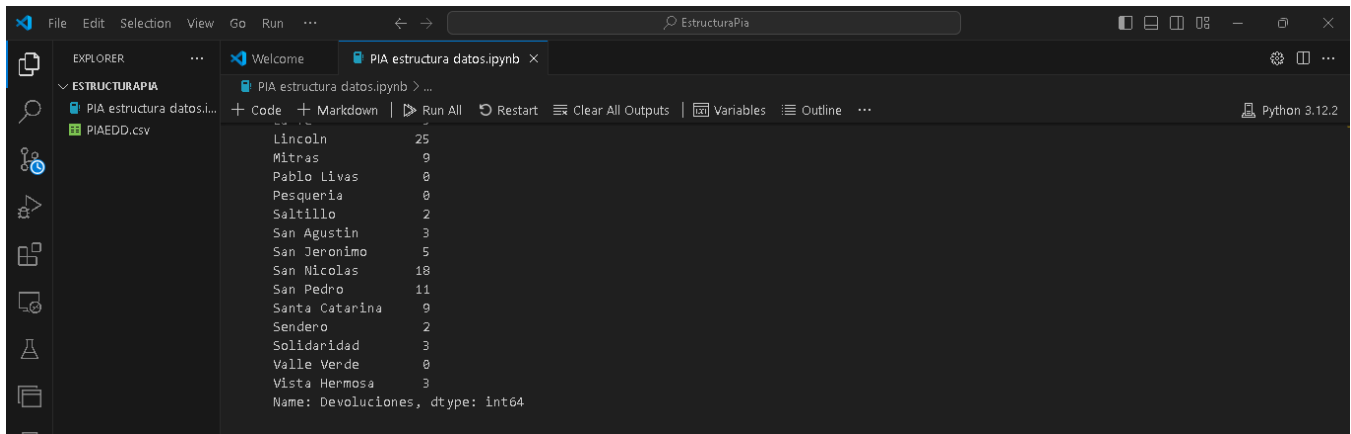 File Edit Selection View Go Run ··· EstructuraPia
EXPLORER ··· Welcome PIA estructura datos.ipynb ×
ESTRUCTURAPIA PIA estructura datos.ipynb > ...
PIA estructura datos.i... + Code + Markdown | Run All Restart Clear All Outputs | Variables Outline ··· Python 3.12.2
PIAEDD.csv
Lincoln 25
Mitras 9
Pablo Livas 0
Pesqueria 0
Saltillo 2
San Agustin 3
San Jeronimo 5
San Nicolas 18
San Pedro 11
Santa Catarina 9
Sendero 2
Solidaridad 3
Valle Verde 0
Vista Hermosa 3
Name: Devoluciones, dtype: int64